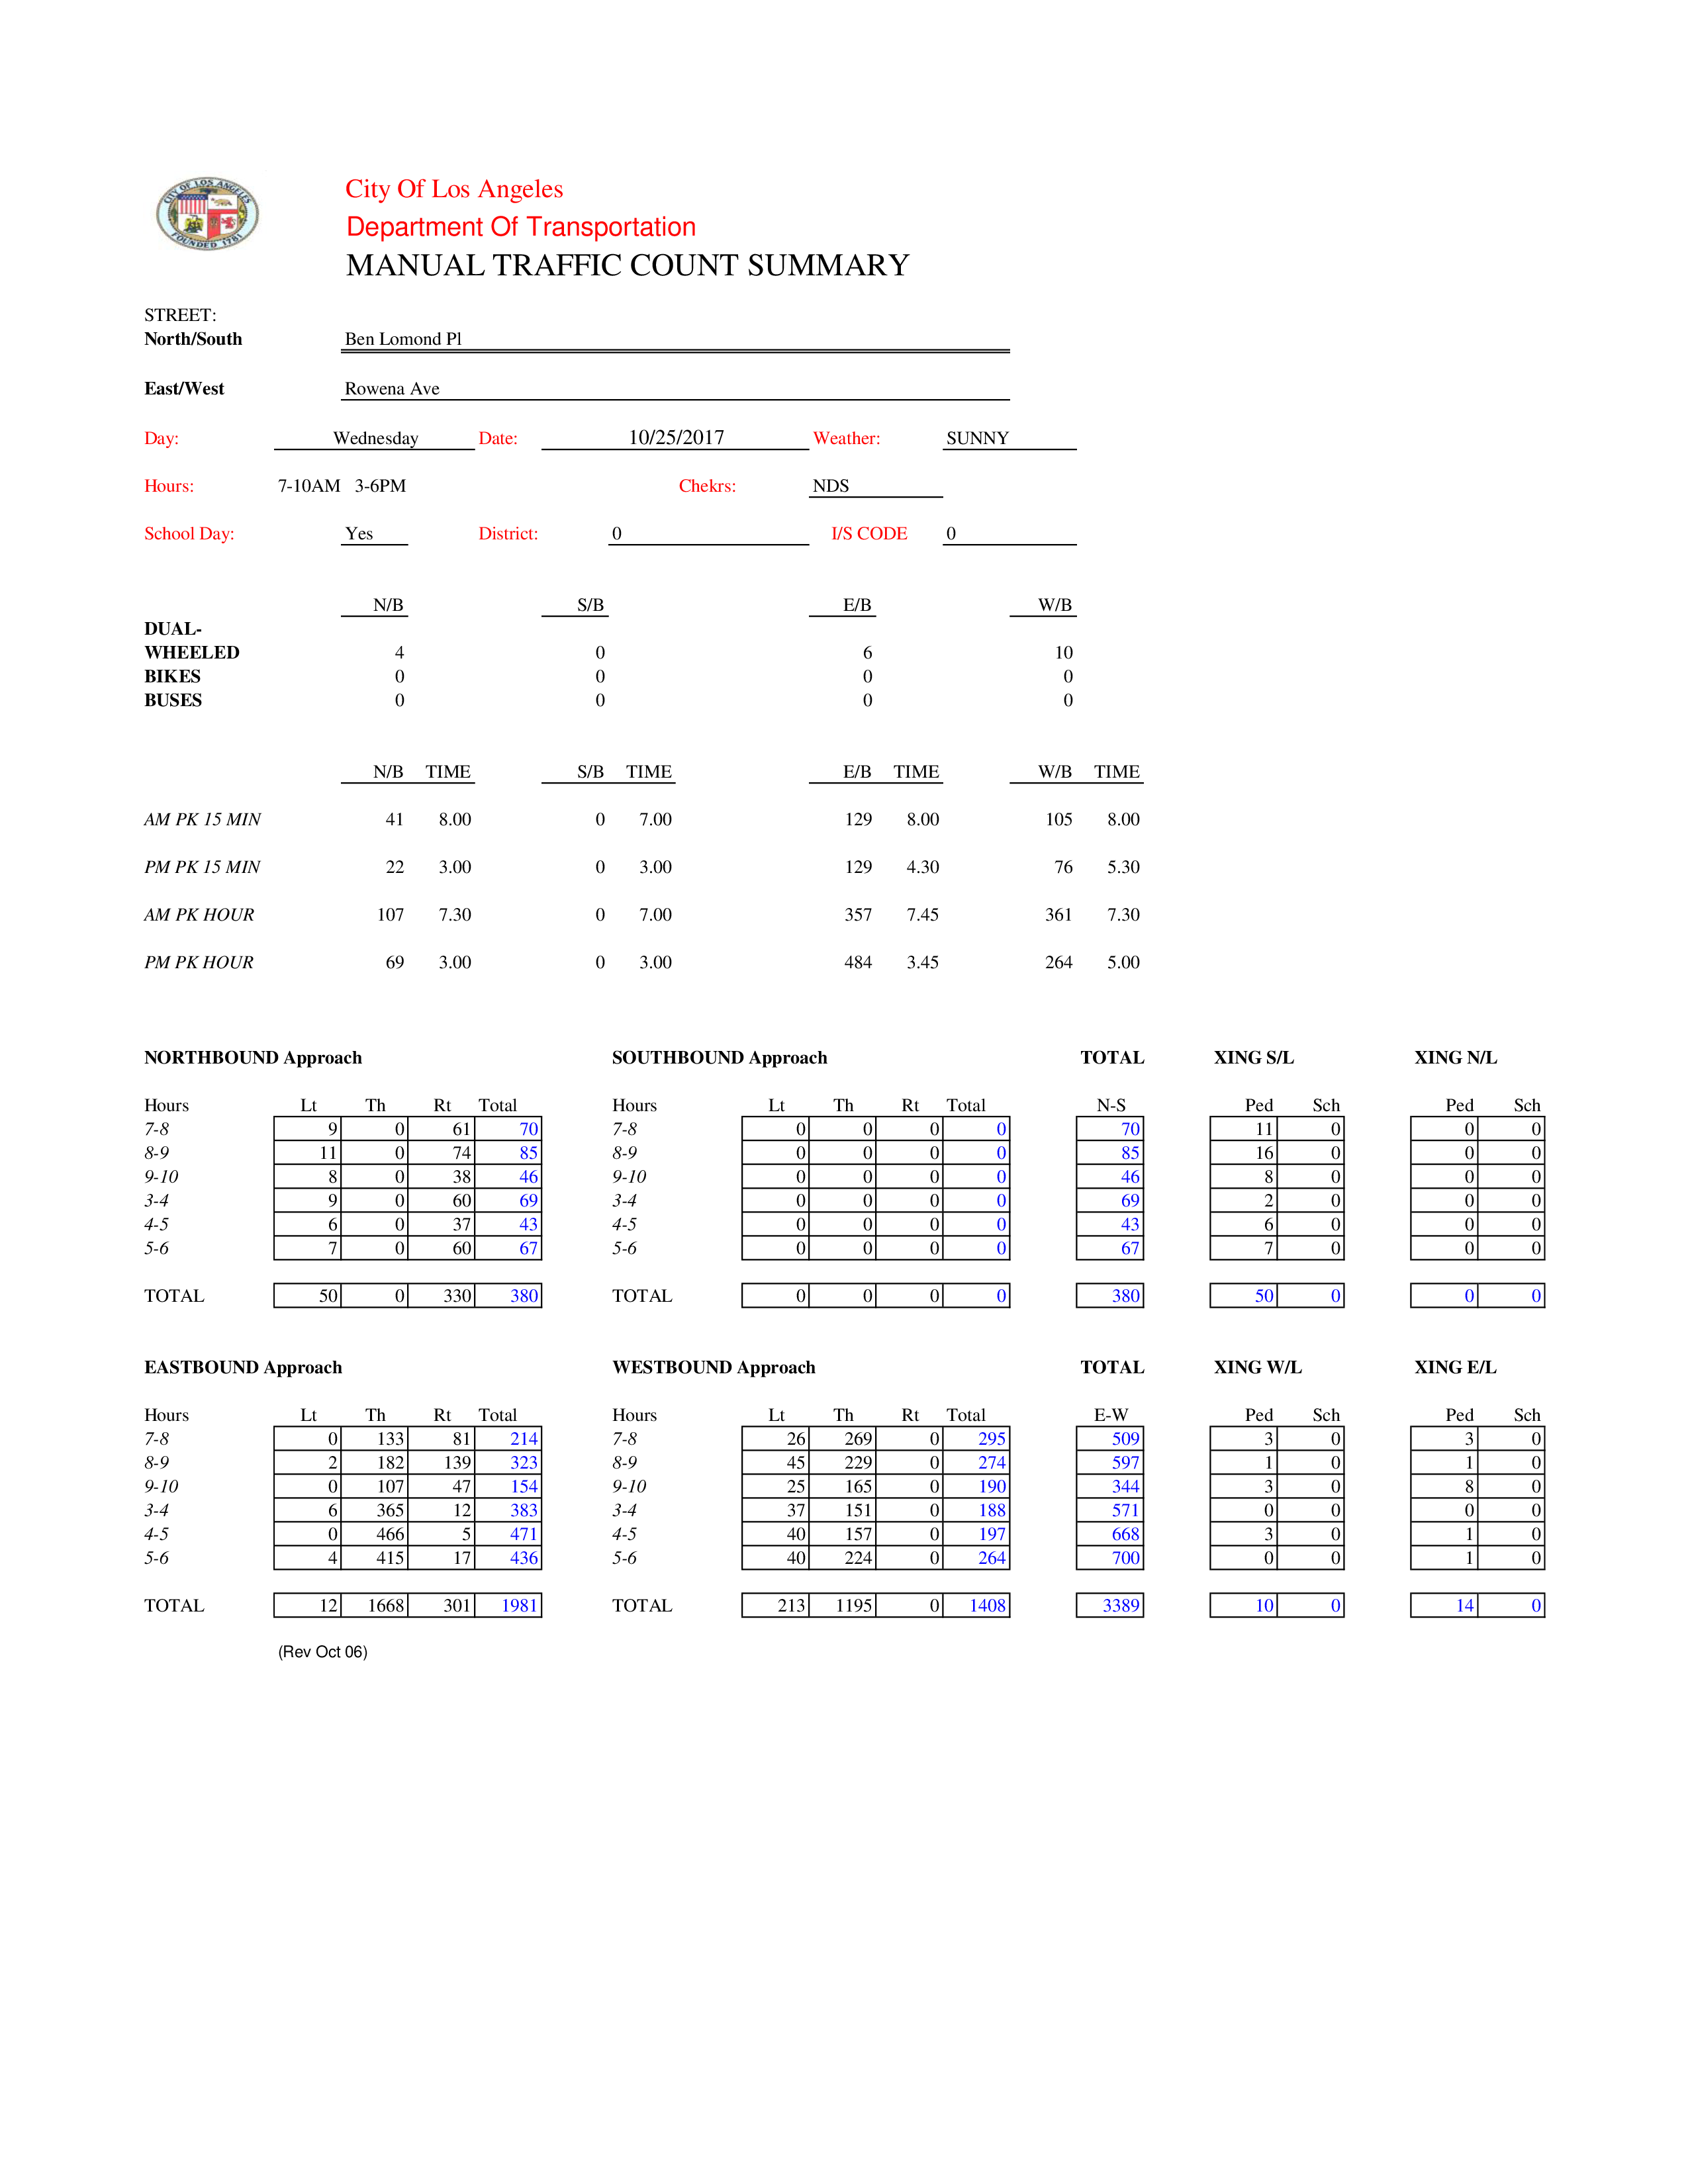 CITY OF LOS ANGELES
FOUNDED 1781
City Of Los Angeles
Department Of Transportation
MANUAL TRAFFIC COUNT SUMMARY
STREET:
North/South Ben Lomond Pl
East/West Rowena Ave
Day: Wednesday Date: 10/25/2017 Weather: SUNNY
Hours: 7-10AM 3-6PM Chekrs: NDS
School Day: Yes District: 0 I/S CODE 0
N/B S/B E/B W/B
DUAL-
WHEELED 4 0 6 10
BIKES 0 0 0 0
BUSES 0 0 0 0
N/B TIME S/B TIME E/B TIME W/B TIME
AM PK 15 MIN 41 8.00 0 7.00 129 8.00 105 8.00
PM PK 15 MIN 22 3.00 0 3.00 129 4.30 76 5.30
AM PK HOUR 107 7.30 0 7.00 357 7.45 361 7.30
PM PK HOUR 69 3.00 0 3.00 484 3.45 264 5.00
NORTHBOUND Approach SOUTHBOUND Approach TOTAL XING S/L XING N/L
Hours Lt Th Rt Total Hours Lt Th Rt Total N-S Ped Sch Ped Sch
7-8 9 0 61 70 7-8 0 0 0 0 70 11 0 0 0
8-9 11 0 74 85 8-9 0 0 0 0 85 16 0 0 0
9-10 8 0 38 46 9-10 0 0 0 0 46 8 0 0 0
3-4 9 0 60 69 3-4 0 0 0 0 69 2 0 0 0
4-5 6 0 37 43 4-5 0 0 0 0 43 6 0 0 0
5-6 7 0 60 67 5-6 0 0 0 0 67 7 0 0 0
TOTAL 50 0 330 380 TOTAL 0 0 0 0 380 50 0 0 0
EASTBOUND Approach WESTBOUND Approach TOTAL XING W/L XING E/L
Hours Lt Th Rt Total Hours Lt Th Rt Total E-W Ped Sch Ped Sch
7-8 0 133 81 214 7-8 26 269 0 295 509 3 0 3 0
8-9 2 182 139 323 8-9 45 229 0 274 597 1 0 1 0
9-10 0 107 47 154 9-10 25 165 0 190 344 3 0 8 0
3-4 6 365 12 383 3-4 37 151 0 188 571 0 0 0 0
4-5 0 466 5 471 4-5 40 157 0 197 668 3 0 1 0
5-6 4 415 17 436 5-6 40 224 0 264 700 0 0 1 0
TOTAL 12 1668 301 1981 TOTAL 213 1195 0 1408 3389 10 0 14 0
(Rev Oct 06)